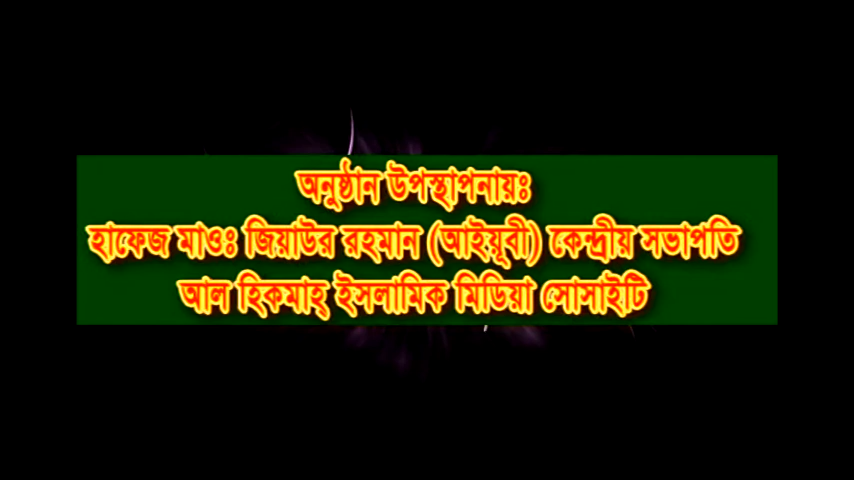 অনুষ্ঠান উপস্থাপনায়ঃ
হাফেজ মাওঃ জিয়াউর রহমান (আইয়ূবী) কেন্দ্রীয় সভাপতি
আল হিকমাহ্ ইসলামিক মিডিয়া সোসাইটি